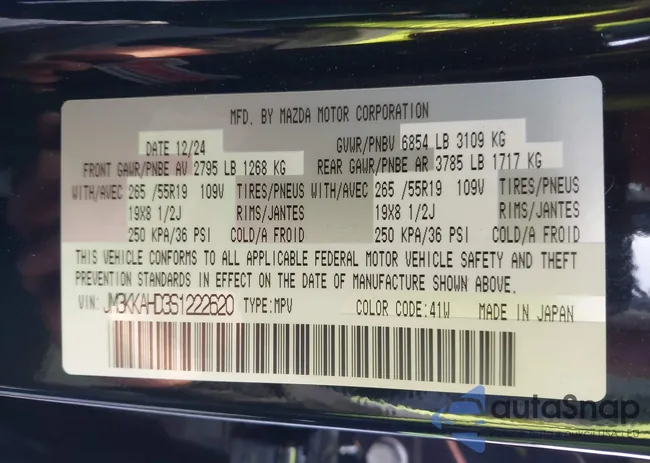 MFD. BY MAZDA MOTOR CORPORATION
DATE 12/24 GVWR/PNBV 6854 LB 3109 KG
FRONT GAWR/PNBE AV 2795 LB 1268 KG REAR GAWR/PNBE AR 3785 LB 1717 KG
WITH/AVEC 265 /55R19 109V TIRES/PNEUS WITH/AVEC 265 /55R19 109V TIRES/PNEUS
19X8 1/2J RIMS/JANTES 19X8 1/2J RIMS/JANTES
250 KPA/36 PSI COLD/A FROID 250 KPA/36 PSI COLD/A FROID
THIS VEHICLE CONFORMS TO ALL APPLICABLE FEDERAL MOTOR VEHICLE SAFETY AND THEFT
PREVENTION STANDARDS IN EFFECT ON THE DATE OF MANUFACTURE SHOWN ABOVE.
VIN: JM3KKAHD3S1222620 TYPE:MPV COLOR CODE:41W MADE IN JAPAN
autoSnap